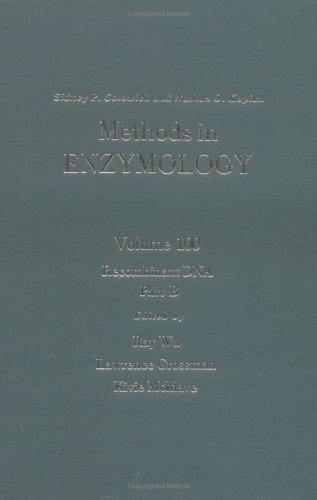 Sidney P. Colowick and Nathan O. Kaplan
Methods in
ENZYMOLOGY
Volume 100
Recombinant DNA
Part B
Edited by
Ray Wu
Lawrence Grossman
Kivie Moldave